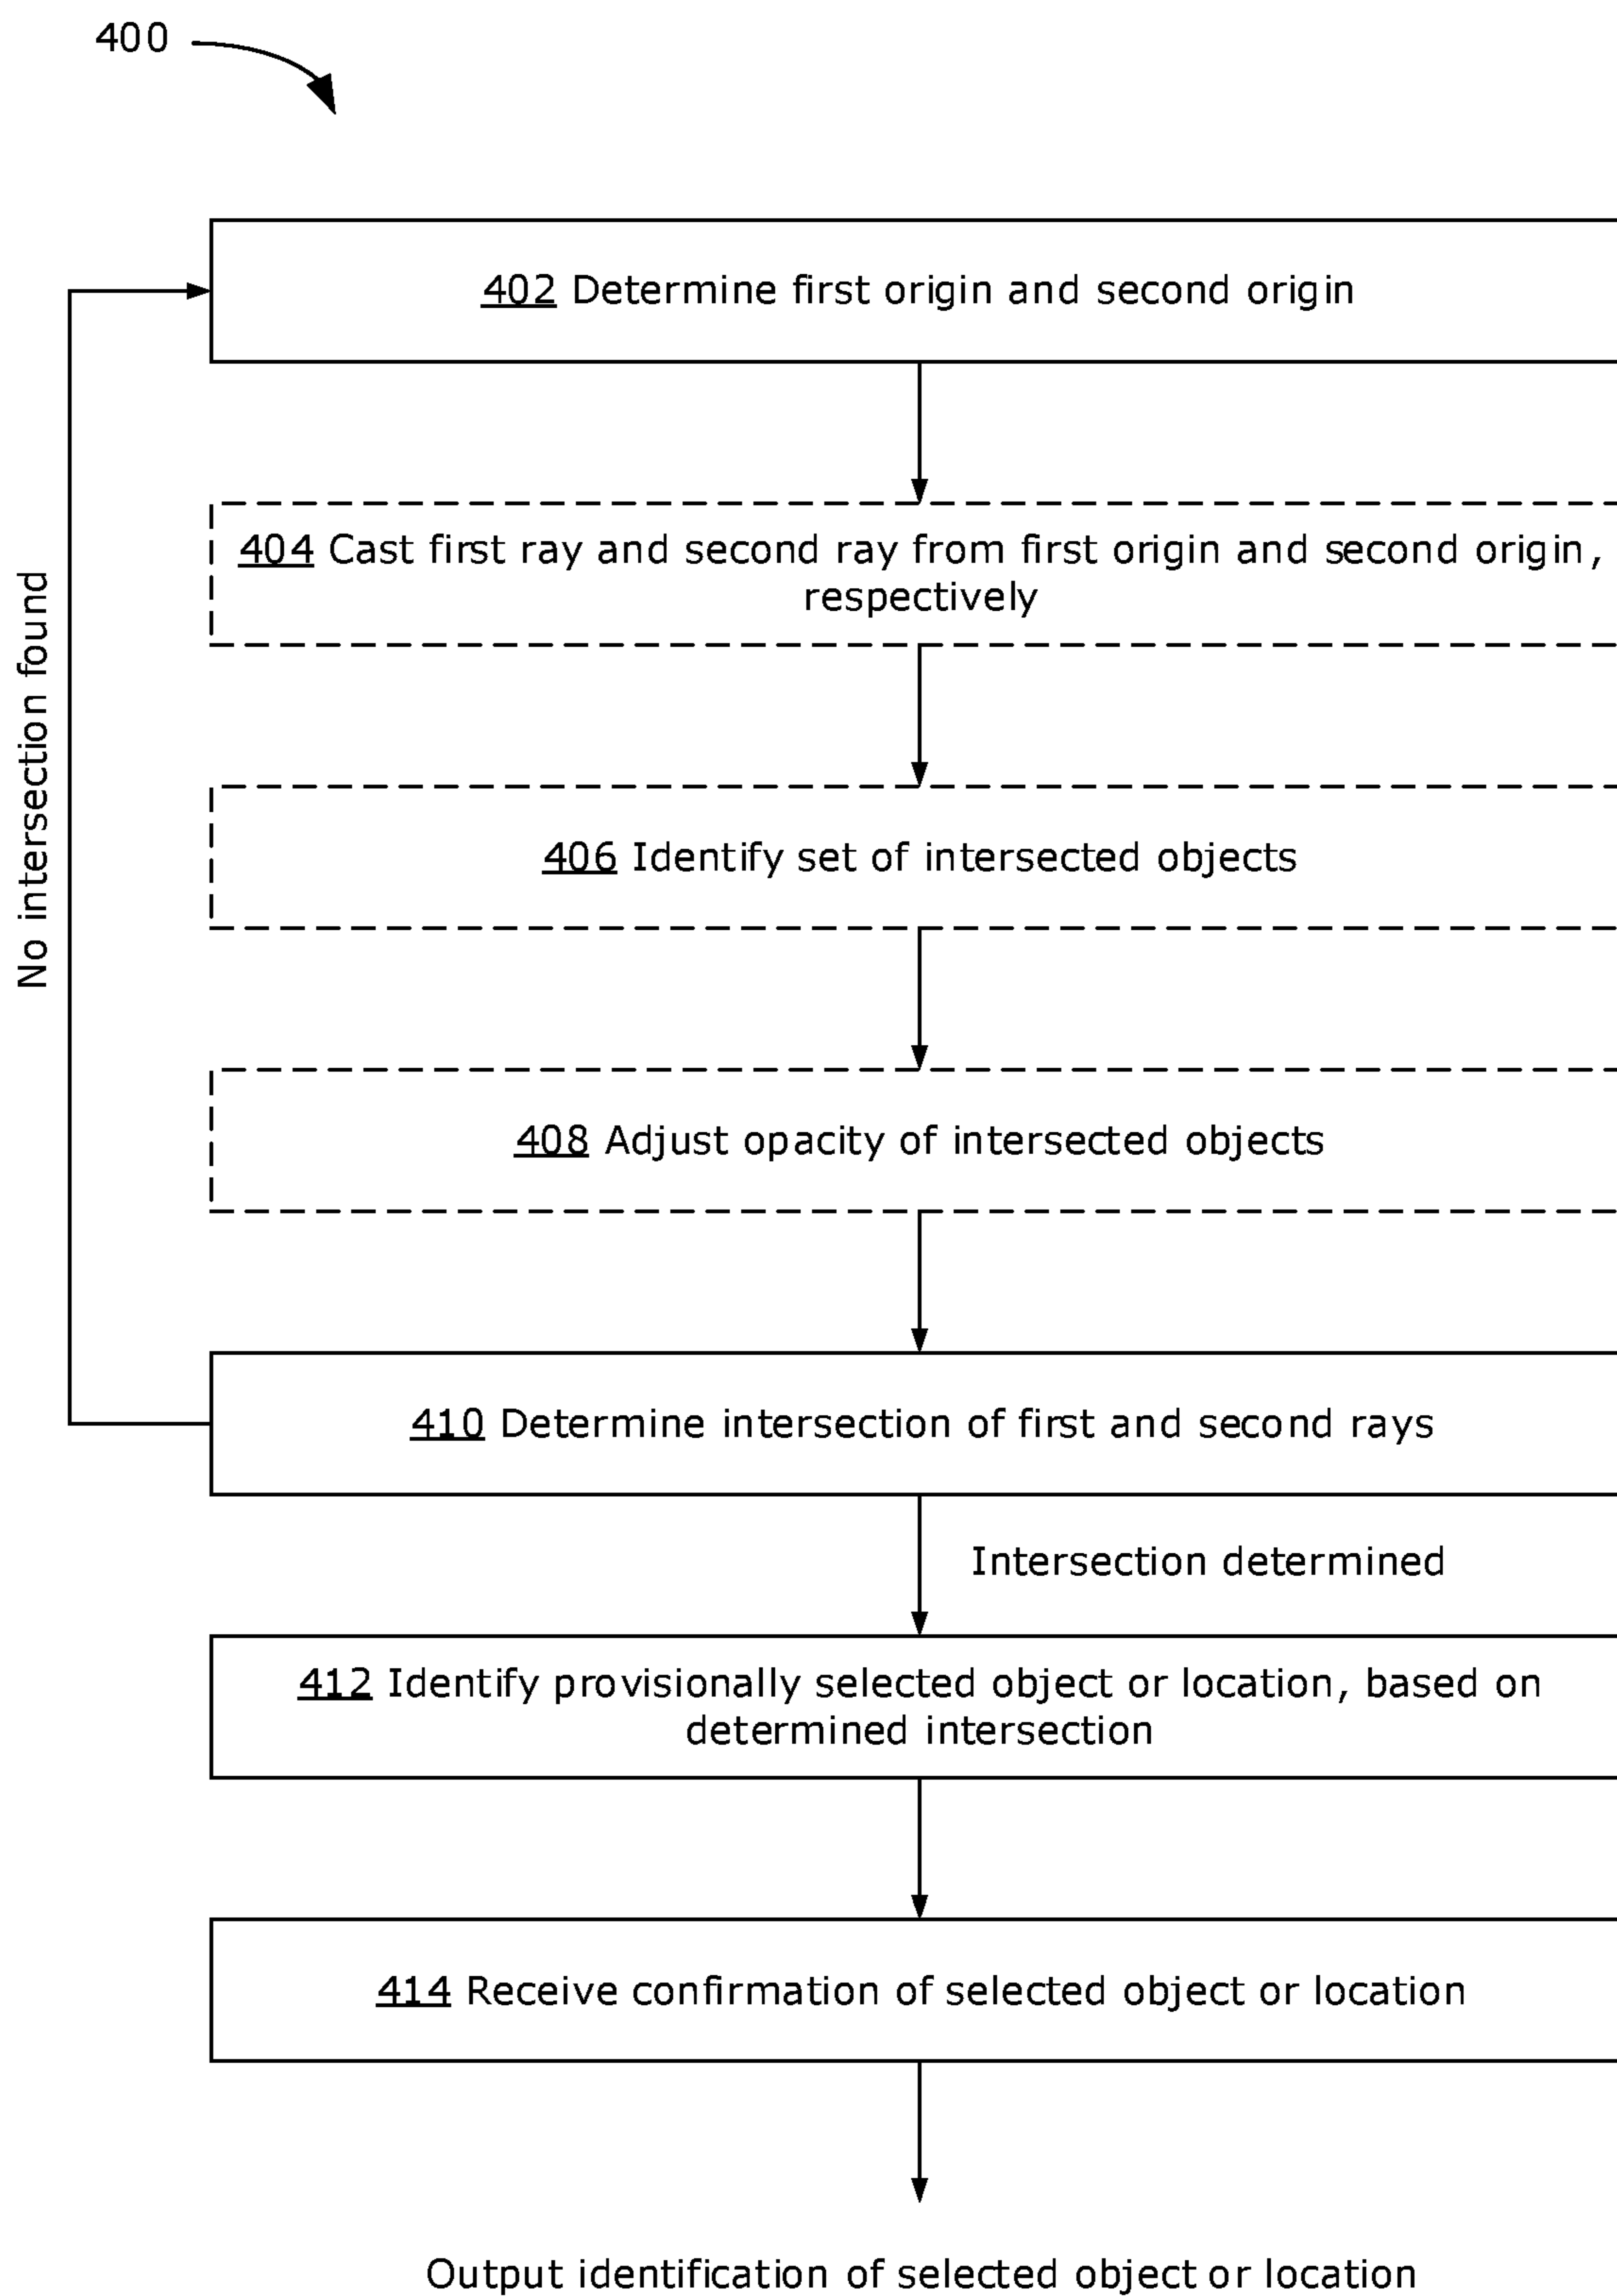 400
402 Determine first origin and second origin
404 Cast first ray and second ray from first origin and second origin,
respectively
No intersection found
406 Identify set of intersected objects
408 Adjust opacity of intersected objects
410 Determine intersection of first and second rays
Intersection determined
412 Identify provisionally selected object or location, based on
determined intersection
414 Receive confirmation of selected object or location
Output identification of selected object or location